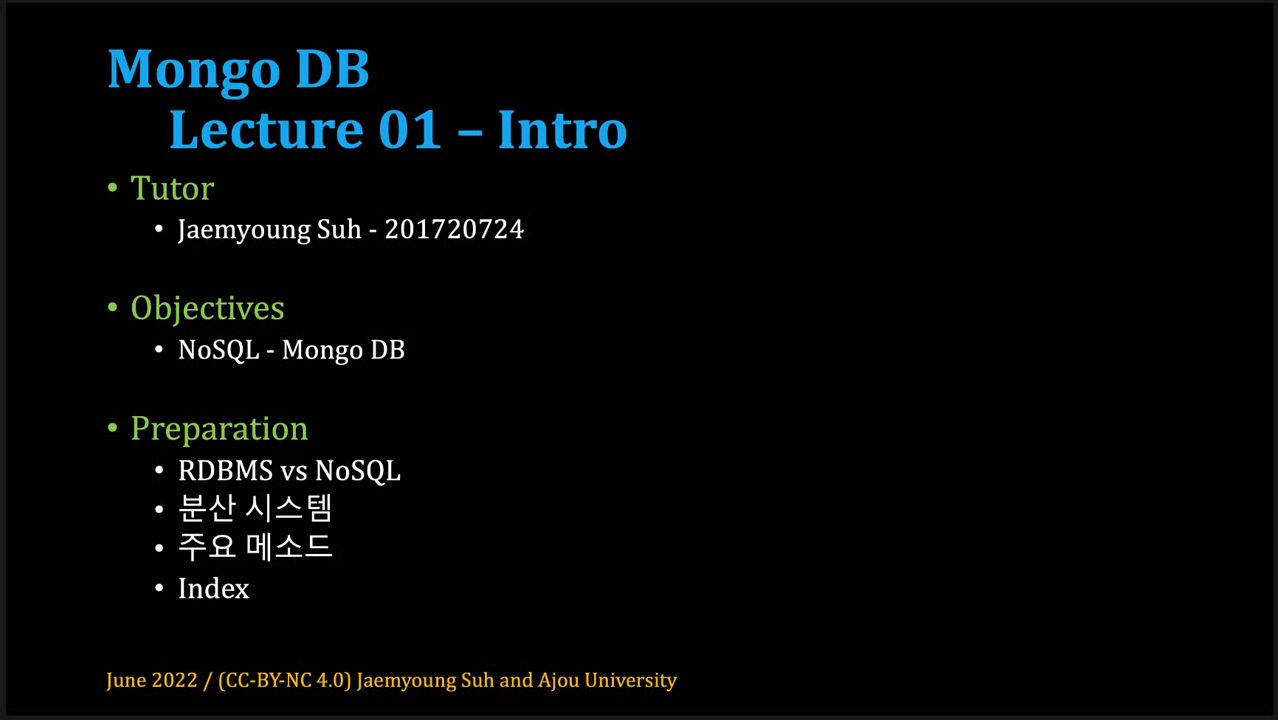 Mongo DB
Lecture 01 – Intro
• Tutor
• Jaemyoung Suh - 201720724
• Objectives
• NoSQL - Mongo DB
• Preparation
• RDBMS vs NoSQL
• 분산 시스템
• 주요 메소드
• Index
June 2022 / (CC-BY-NC 4.0) Jaemyoung Suh and Ajou University